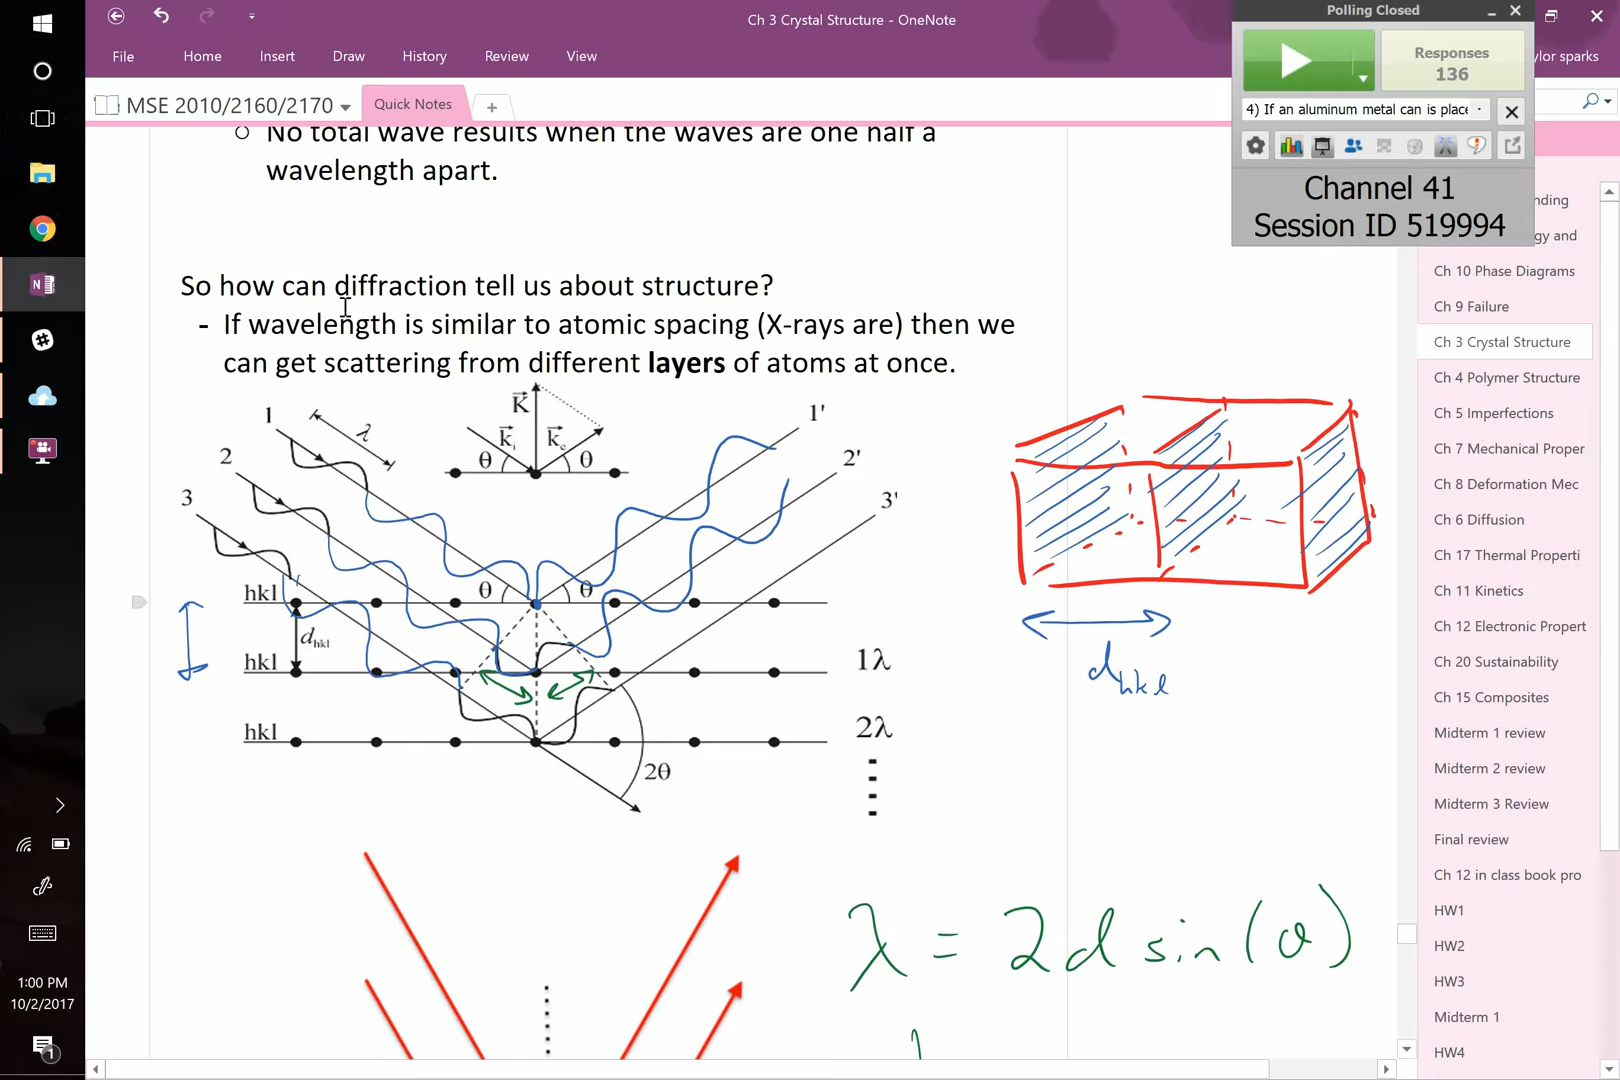 Ch 3 Crystal Structure - OneNote
Polling Closed
Responses
136
ylor sparks
File Home Insert Draw History Review View
4) If an aluminum metal can is place
MSE 2010/2160/2170
Quick Notes
+
Channel 41
Session ID 519994
○ No total wave results when the waves are one half a
wavelength apart.
So how can diffraction tell us about structure?
- If wavelength is similar to atomic spacing (X-rays are) then we
can get scattering from different layers of atoms at once.
1 λ K 1'
2 k k 2'
θ θ
3 3'
hkl θ θ
d hkl
hkl 1λ
hkl 2λ
2θ
d hkl
λ = 2d sin(θ)
nding
gy and
Ch 10 Phase Diagrams
Ch 9 Failure
Ch 3 Crystal Structure
Ch 4 Polymer Structure
Ch 5 Imperfections
Ch 7 Mechanical Proper
Ch 8 Deformation Mec
Ch 6 Diffusion
Ch 17 Thermal Properti
Ch 11 Kinetics
Ch 12 Electronic Propert
Ch 20 Sustainability
Ch 15 Composites
Midterm 1 review
Midterm 2 review
Midterm 3 Review
Final review
Ch 12 in class book pro
HW1
HW2
HW3
Midterm 1
HW4
1:00 PM
10/2/2017
1